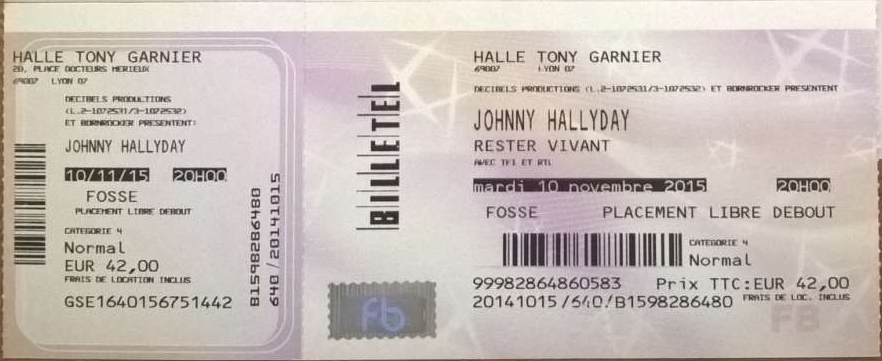 HALLE TONY GARNIER
20, PLACE DOCTEURS MERIEUX
69007 LYON 07
DECIBELS PRODUCTIONS
(L.2-1072531/3-1072532)
ET BORNROCKER PRESENTENT:
JOHNNY HALLYDAY
10/11/15 20H00
FOSSE
PLACEMENT LIBRE DEBOUT
CATEGORIE 4
Normal
EUR 42,00
FRAIS DE LOCATION INCLUS
GSE1640156751442
B1598286480
640/20141015
BILLETEL
fb
HALLE TONY GARNIER
69007 LYON 07
DECIBELS PRODUCTIONS (L.2-1072531/3-1072532) ET BORNROCKER PRESENTENT
JOHNNY HALLYDAY
RESTER VIVANT
AVEC TF1 ET RTL
mardi 10 novembre 2015 20H00
FOSSE PLACEMENT LIBRE DEBOUT
CATEGORIE 4
Normal
99982864860583 Prix TTC:EUR 42,00
20141015/640/B1598286480 FRAIS DE LOC. INCLUS
FB